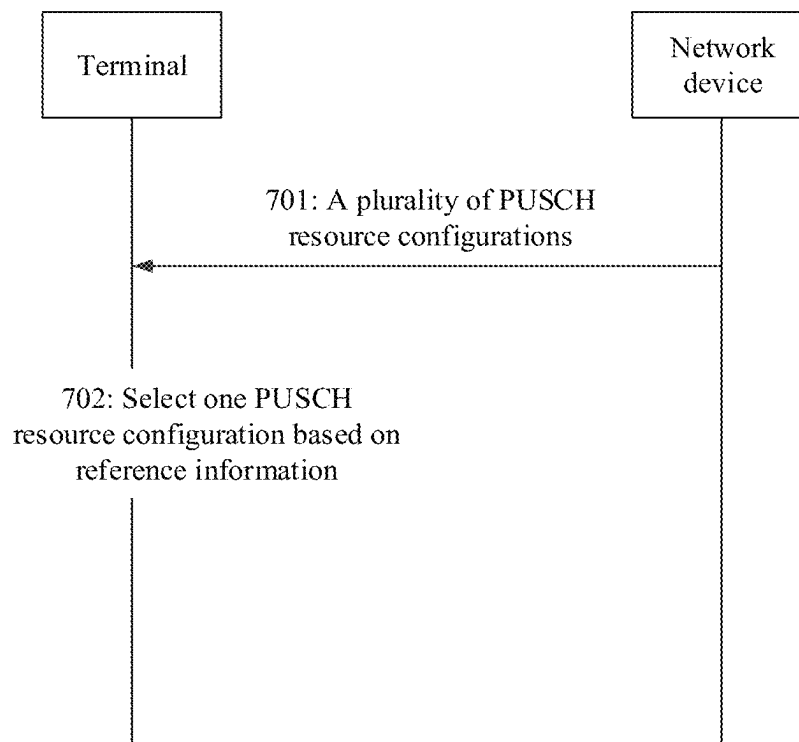 Terminal
Network
device
701: A plurality of PUSCH
resource configurations
702: Select one PUSCH
resource configuration based on
reference information